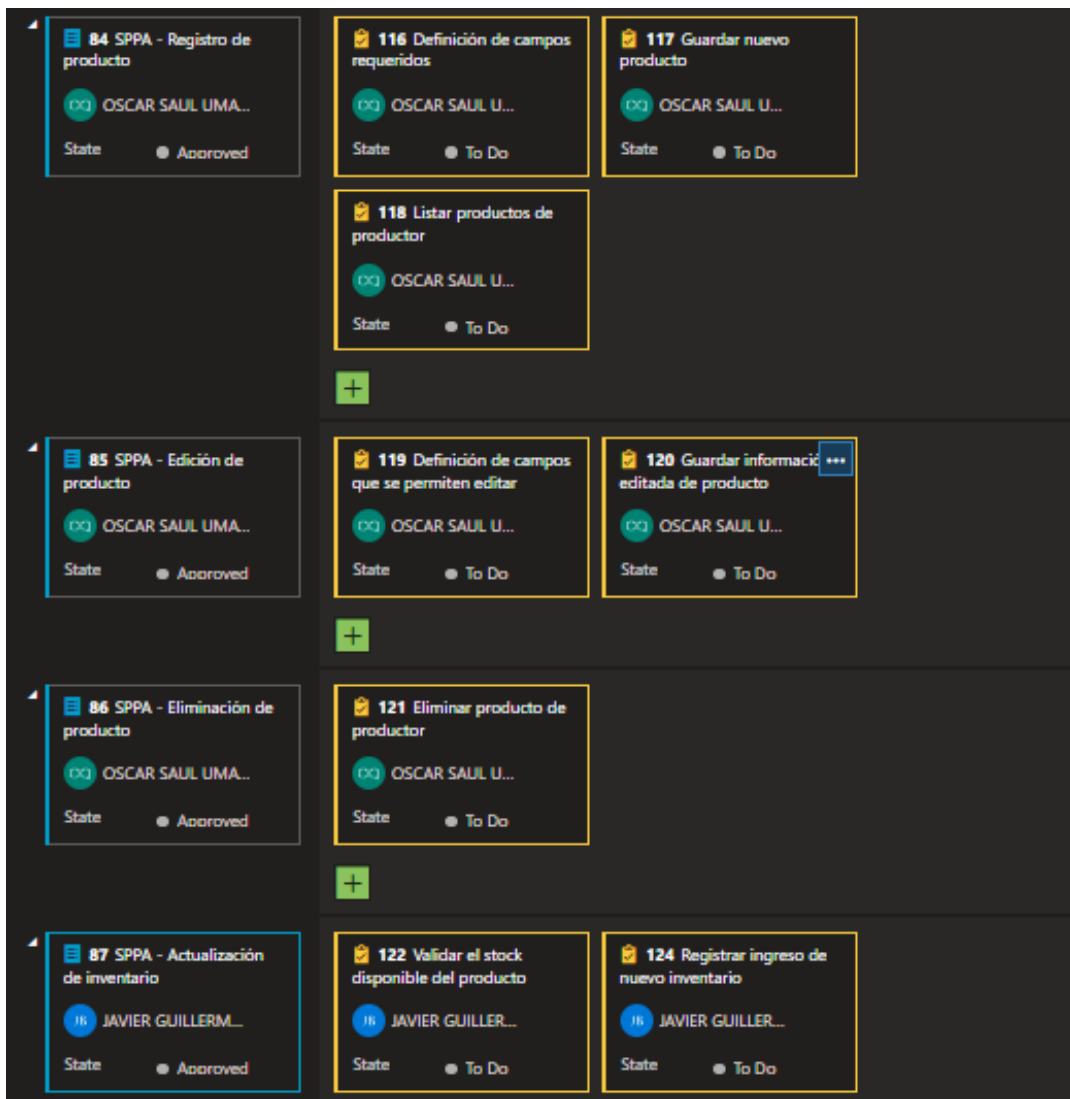 84 SPPA - Registro de
producto
OSCAR SAUL UMA...
State Approved
116 Definición de campos
requeridos
OSCAR SAUL U...
State To Do
117 Guardar nuevo
producto
OSCAR SAUL U...
State To Do
118 Listar productos de
productor
OSCAR SAUL U...
State To Do
85 SPPA - Edición de
producto
OSCAR SAUL UMA...
State Approved
119 Definición de campos
que se permiten editar
OSCAR SAUL U...
State To Do
120 Guardar informació
editada de producto
OSCAR SAUL U...
State To Do
86 SPPA - Eliminación de
producto
OSCAR SAUL UMA...
State Approved
121 Eliminar producto de
productor
OSCAR SAUL U...
State To Do
87 SPPA - Actualización
de inventario
JB JAVIER GUILLERM...
State Approved
122 Validar el stock
disponible del producto
JB JAVIER GUILLER...
State To Do
124 Registrar ingreso de
nuevo inventario
JB JAVIER GUILLER...
State To Do